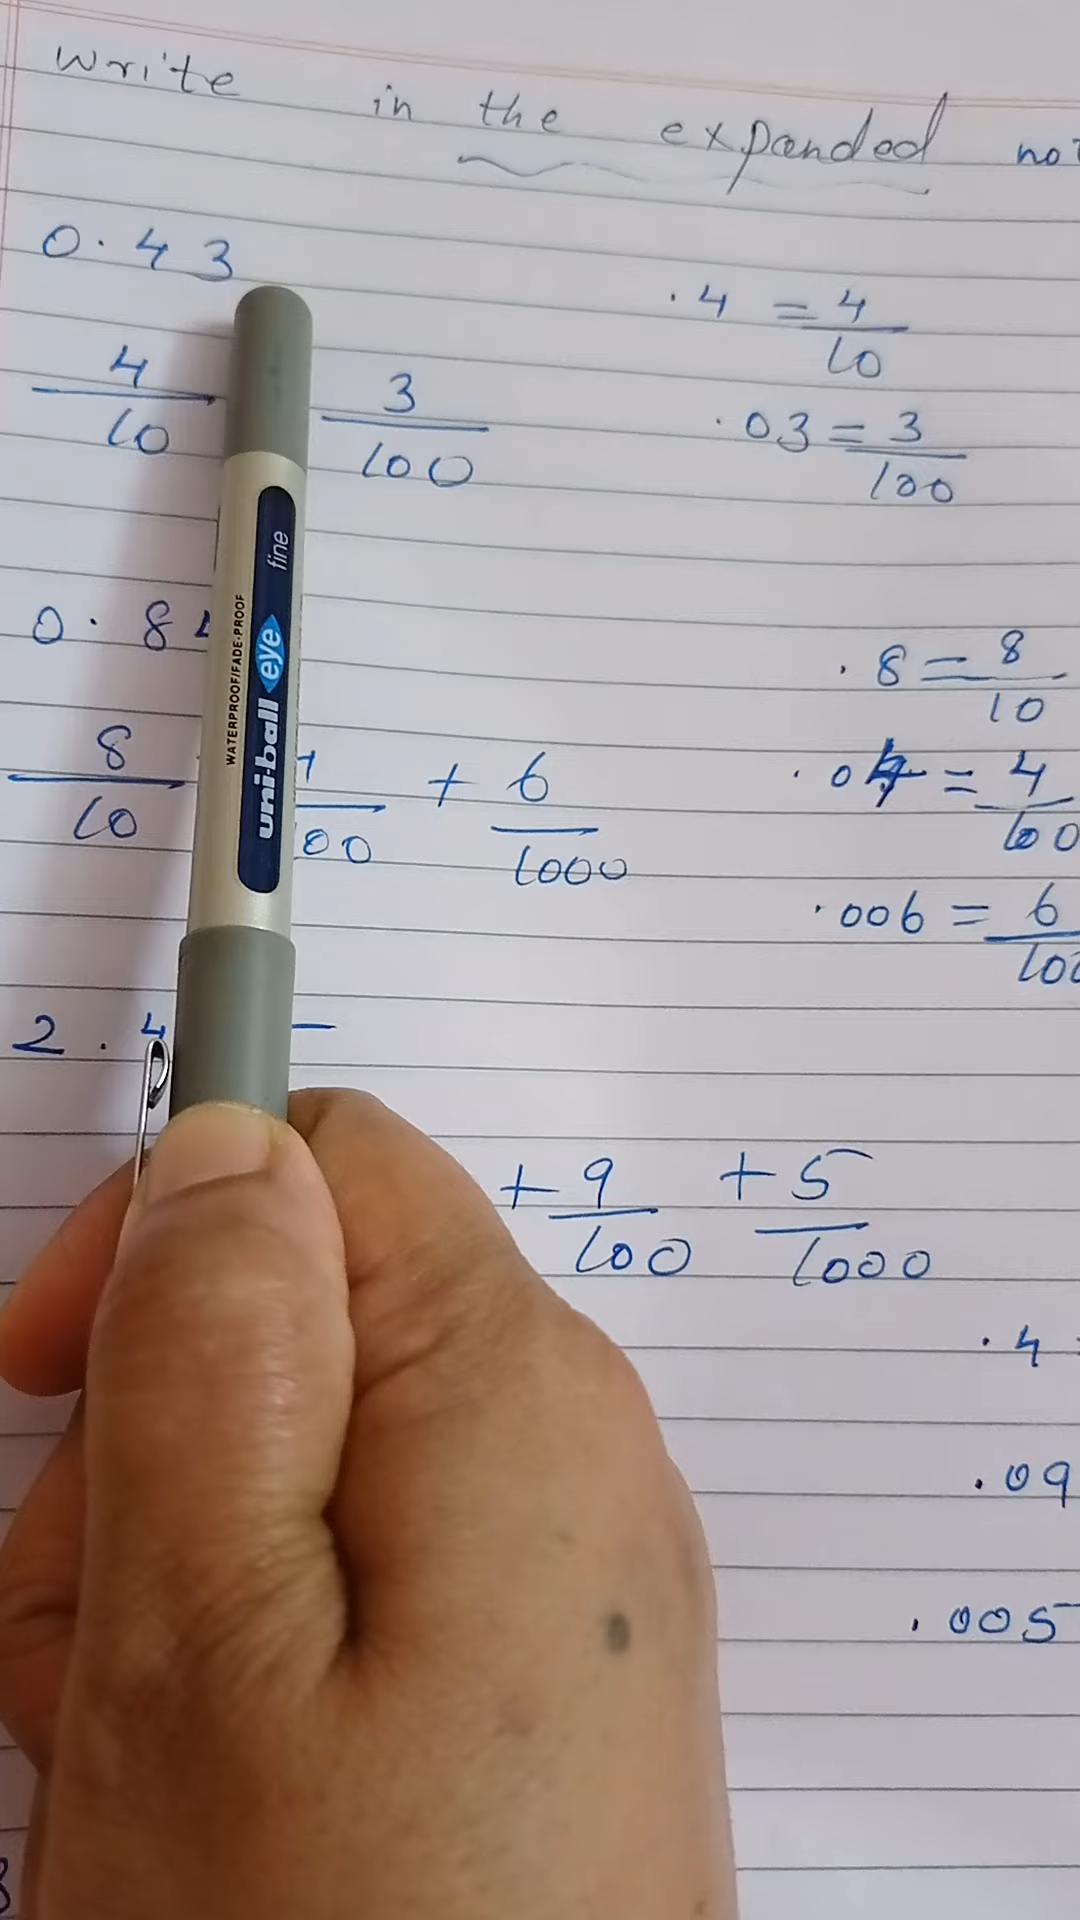 Write in the expanded
0.43
.4 = 4/10
4/10 3/100
.03 = 3/100
0.8
.8 = 8/10
8/10 + 6/1000
= 4/100
.006 = 6
2.4
+ 9/100 + 5/1000
.4
.09
.005
WATERPROOF/FADE-PROOF
uni-ball eye fine